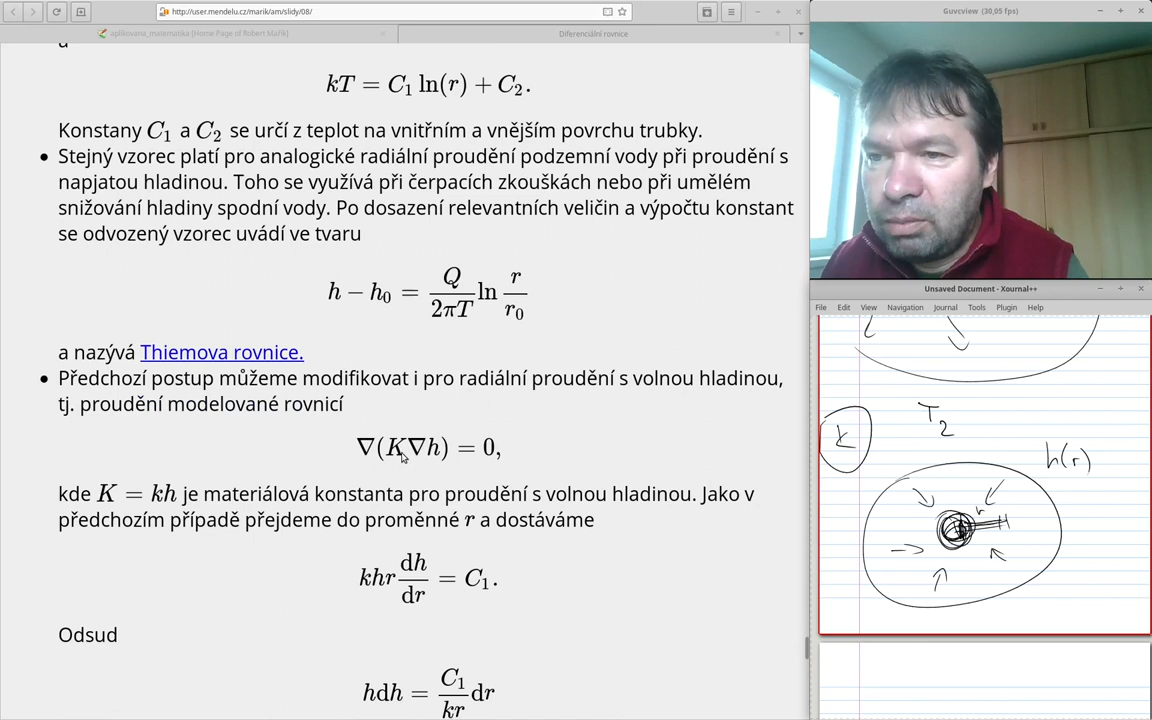 http://user.mendelu.cz/marik/am/slidy/08/
aplikovana_matematika [Home Page of Robert Mařík]
Diferenciální rovnice
a
kT = C₁ ln(r) + C₂.
Konstany C₁ a C₂ se určí z teplot na vnitřním a vnějším povrchu trubky.
Stejný vzorec platí pro analogické radiální proudění podzemní vody při proudění s
napjatou hladinou. Toho se využívá při čerpacích zkouškách nebo při umělém
snižování hladiny spodní vody. Po dosazení relevantních veličin a výpočtu konstant
se odvozený vzorec uvádí ve tvaru
h − h₀ = Q/(2πT) ln r/r₀
a nazývá Thiemova rovnice.
Předchozí postup můžeme modifikovat i pro radiální proudění s volnou hladinou,
tj. proudění modelované rovnicí
∇(K∇h) = 0,
kde K = kh je materiálová konstanta pro proudění s volnou hladinou. Jako v
předchozím případě přejdeme do proměnné r a dostáváme
khr dh/dr = C₁.
Odsud
hdh = C₁/(kr) dr
Guvcview (30,05 fps)
Unsaved Document - Xournal++
File Edit View Navigation Journal Tools Plugin Help
T₂
k
h(r)
r